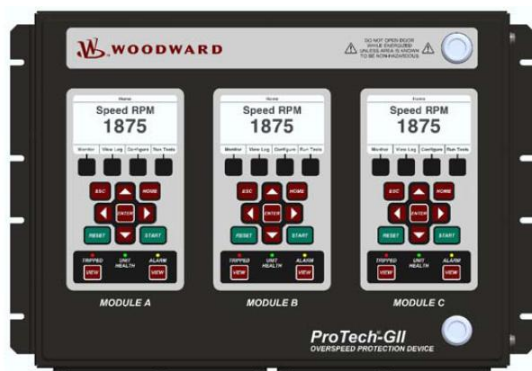 WOODWARD
DO NOT OPEN DOOR
WHILE ENERGIZED
UNLESS AREA IS KNOWN
TO BE NON-HAZARDOUS
Home
Speed RPM
1875
Monitor View Log Configure Run Tools
ESC HOME
ENTER
RESET START
TRIPPED UNIT HEALTH ALARM
VIEW VIEW
MODULE A
Home
Speed RPM
1875
Monitor View Log Configure Run Tools
ESC HOME
ENTER
RESET START
TRIPPED UNIT HEALTH ALARM
VIEW VIEW
MODULE B
Home
Speed RPM
1875
Monitor View Log Configure Run Tools
ESC HOME
ENTER
RESET START
TRIPPED UNIT HEALTH ALARM
VIEW VIEW
MODULE C
ProTech-GII
OVERSPEED PROTECTION DEVICE